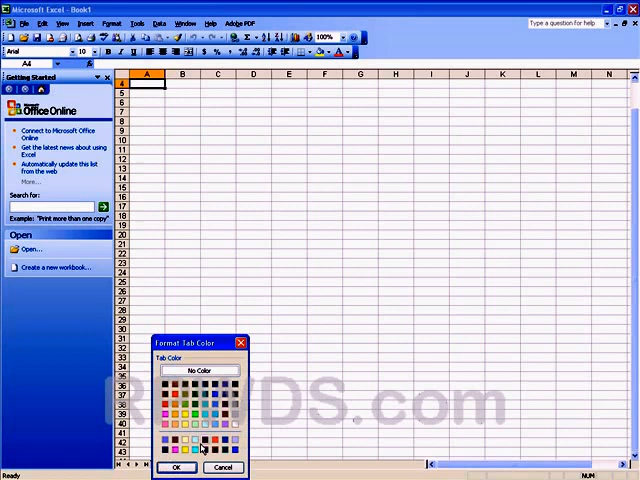 Microsoft Excel - Book1
File Edit View Insert Format Tools Data Window Help Adobe PDF
Type a question for help
100%
Arial 10 B I U
A4 fx
Getting Started
A B C D E F G H I J K L M N
4
5
6
7
8
9
10
11
12
13
14
15
16
17
18
19
20
21
22
23
24
25
26
27
28
29
30
31
32
33
34
35
36
37
38
39
40
41
42
43
Microsoft
Office Online
Connect to Microsoft Office
Online
Get the latest news about using
Excel
Automatically update this list
from the web
More...
Search for:
Example: "Print more than one copy"
Open
Open...
Create a new workbook...
Format Tab Color
Tab Color
No Color
OK Cancel
Ready
NUM